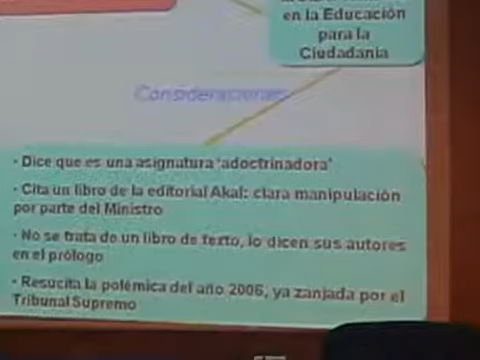 en la Educación
para la
Ciudadanía
Consideraciones
- Dice que es una asignatura 'adoctrinadora'
- Cita un libro de la editorial Akal: clara manipulación
por parte del Ministro
- No se trata de un libro de texto, lo dicen sus autores
en el prólogo
- Resucita la polémica del año 2006, ya zanjada por el
Tribunal Supremo